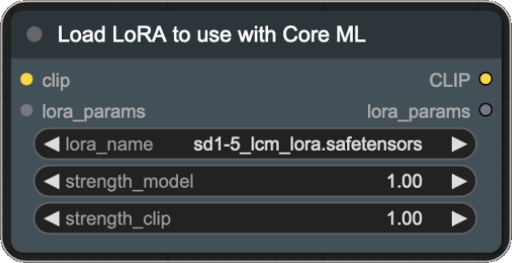 Load LoRA to use with Core ML
clip CLIP
lora_params lora_params
lora_name sd1-5_lcm_lora.safetensors
strength_model 1.00
strength_clip 1.00